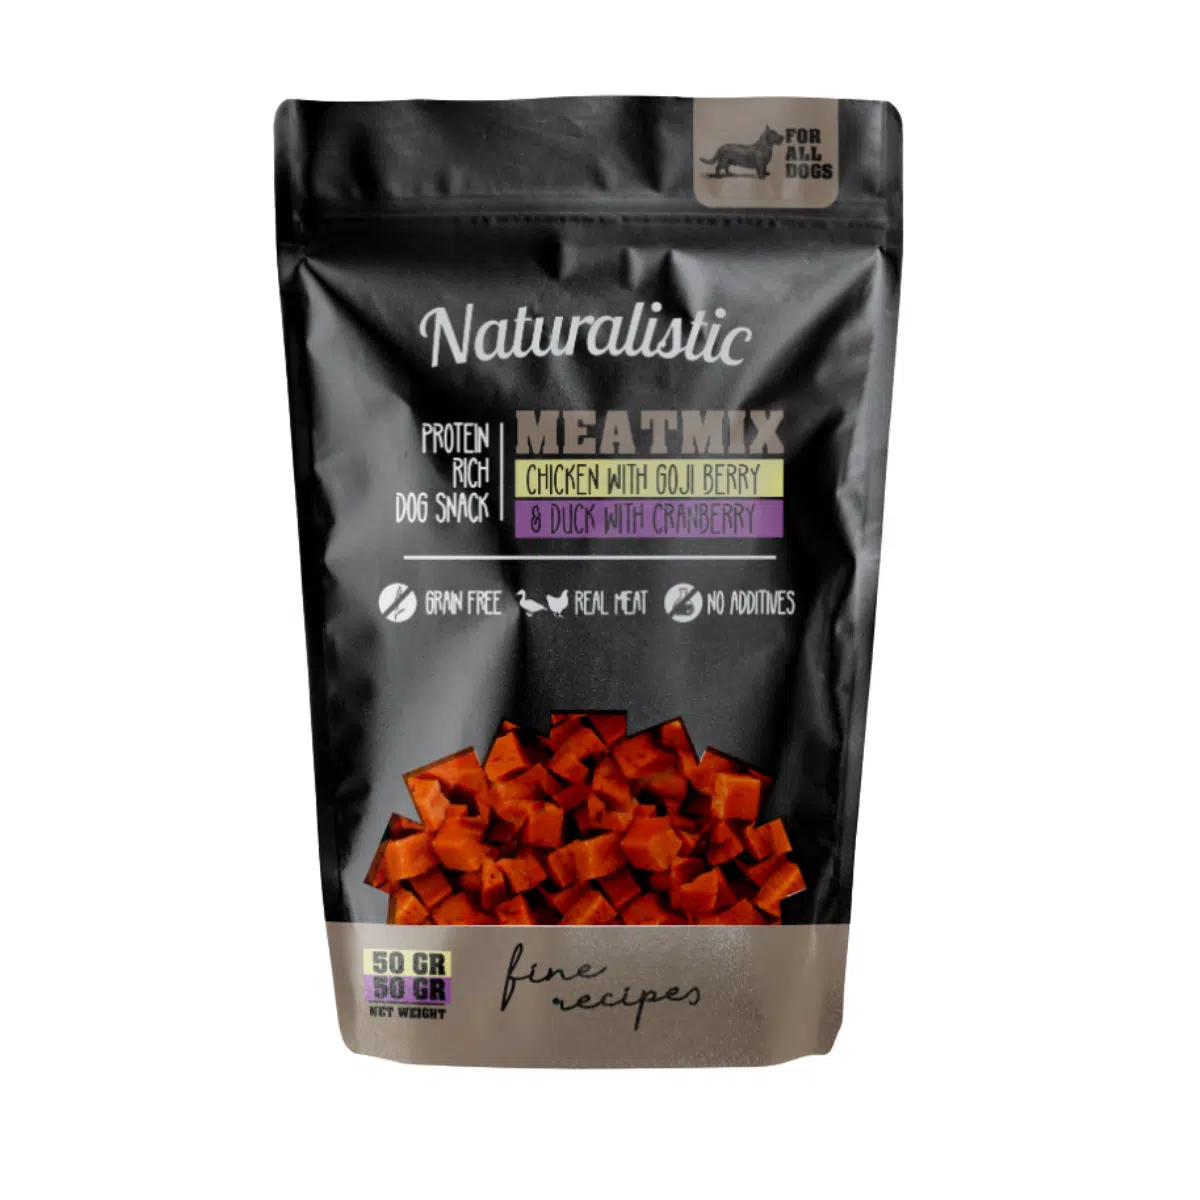 FOR
ALL
DOGS
Naturalistic
PROTEIN
RICH
DOG SNACK
MEATMIX
CHICKEN WITH GOJI BERRY
& DUCK WITH CRANBERRY
GRAIN FREE
REAL MEAT
NO ADDITIVES
50 GR
50 GR
NET WEIGHT
fine
recipes